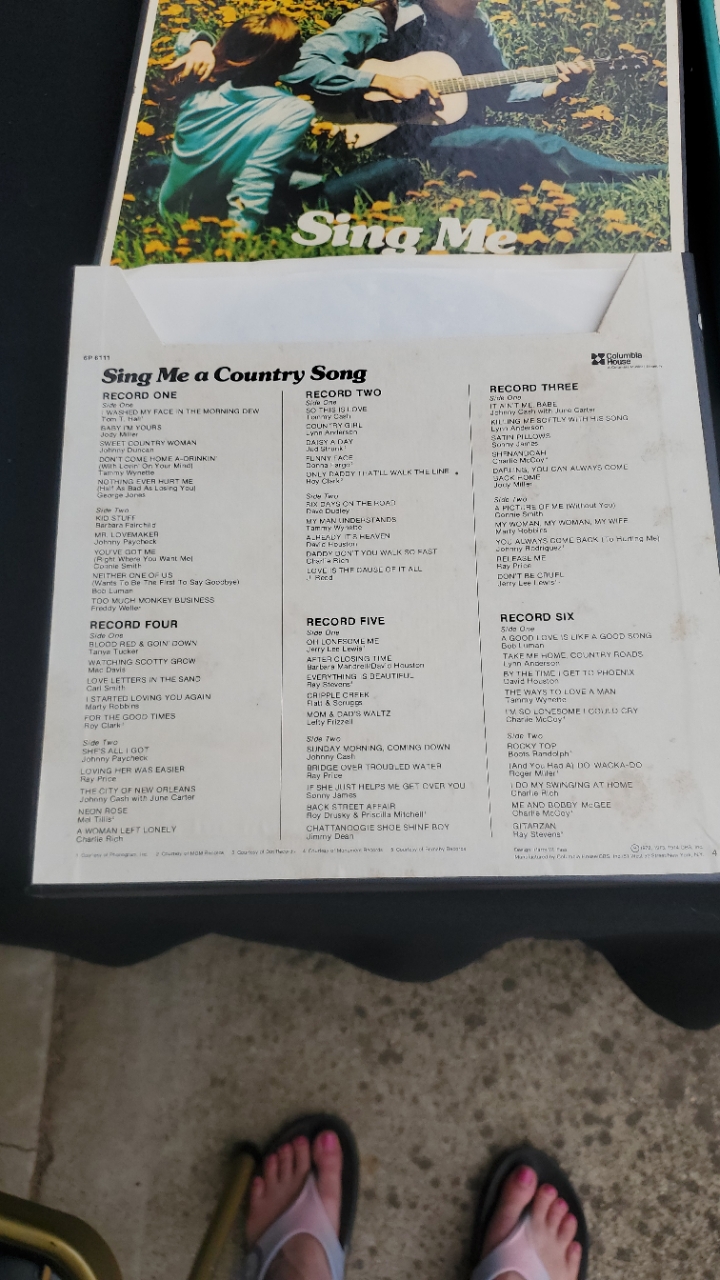 Sing Me
EP 6111
Columbia House
Sing Me a Country Song
RECORD ONE
Side One
I WASHED MY FACE IN THE MORNING DEW
Tom T. Hall
BABY I'M YOURS
Jody Miller
SWEET COUNTRY WOMAN
Johnny Duncan
DON'T COME HOME A-DRINKIN'
(With Lovin' On Your Mind)
Tammy Wynette
NOTHING EVER HURT ME
(Half As Bad As Losing You)
George Jones
Side Two
KID STUFF
Barbara Fairchild
MR. LOVEMAKER
Johnny Paycheck
YOU'VE GOT ME
(Right Where You Want Me)
Connie Smith
NEITHER ONE OF US
(Wants To Be The First To Say Goodbye)
Bob Luman
TOO MUCH MONKEY BUSINESS
Freddy Weller
RECORD TWO
Side One
SO THIS IS LOVE
Tommy Cash
COUNTRY GIRL
Lynn Anderson
DAISY A DAY
Jud Strunk
FUNNY FACE
Donna Fargo
ONLY DADDY THAT'LL WALK THE LINE
Roy Clark
Side Two
SIX DAYS ON THE ROAD
Dave Dudley
MY MAN UNDERSTANDS
Tammy Wynette
ALREADY IT'S HEAVEN
David Houston
DADDY DON'T YOU WALK SO FAST
Charlie Rich
LOVE IS THE CAUSE OF IT ALL
RECORD THREE
Side One
IT AIN'T ME, BABE
Johnny Cash with June Carter
KILLING ME SOFTLY WITH HIS SONG
Lynn Anderson
SATIN PILLOWS
Sonny James
SHENANDOAH
Charlie McCoy
DARLING, YOU CAN ALWAYS COME
BACK HOME
Jody Miller
Side Two
A PICTURE OF ME (Without You)
Connie Smith
MY WOMAN, MY WOMAN, MY WIFE
Marty Robbins
YOU ALWAYS COME BACK (To Hurting Me)
Johnny Rodriguez
RELEASE ME
Ray Price
DON'T BE CRUEL
Jerry Lee Lewis
RECORD FOUR
Side One
BLOOD RED & GOIN' DOWN
Tanya Tucker
WATCHING SCOTTY GROW
Mac Davis
LOVE LETTERS IN THE SAND
Carl Smith
I STARTED LOVING YOU AGAIN
Marty Robbins
FOR THE GOOD TIMES
Roy Clark
Side Two
SHE'S ALL I GOT
Johnny Paycheck
LOVING HER WAS EASIER
Ray Price
THE CITY OF NEW ORLEANS
Johnny Cash with June Carter
NEON ROSE
Mel Tillis
A WOMAN LEFT LONELY
Charlie Rich
RECORD FIVE
Side One
OH LONESOME ME
Jerry Lee Lewis
AFTER CLOSING TIME
Barbara Mandrell/David Houston
EVERYTHING IS BEAUTIFUL
Ray Stevens
CRIPPLE CREEK
Flatt & Scruggs
MOM & DAD'S WALTZ
Lefty Frizzell
Side Two
SUNDAY MORNING, COMING DOWN
Johnny Cash
BRIDGE OVER TROUBLED WATER
Ray Price
IF SHE JUST HELPS ME GET OVER YOU
Sonny James
BACK STREET AFFAIR
Roy Drusky & Priscilla Mitchell
CHATTANOOGIE SHOE SHINE BOY
Jimmy Dean
RECORD SIX
Side One
A GOOD LOVE IS LIKE A GOOD SONG
Bob Luman
TAKE ME HOME, COUNTRY ROADS
Lynn Anderson
BY THE TIME I GET TO PHOENIX
David Houston
THE WAYS TO LOVE A MAN
Tammy Wynette
I'M SO LONESOME I COULD CRY
Charlie McCoy
Side Two
ROCKY TOP
Boots Randolph
(And You Had A) DO-WACKA-DO
Roger Miller
I DO MY SWINGING AT HOME
Charlie Rich
ME AND BOBBY McGEE
Charlie McCoy
GITARZAN
Ray Stevens